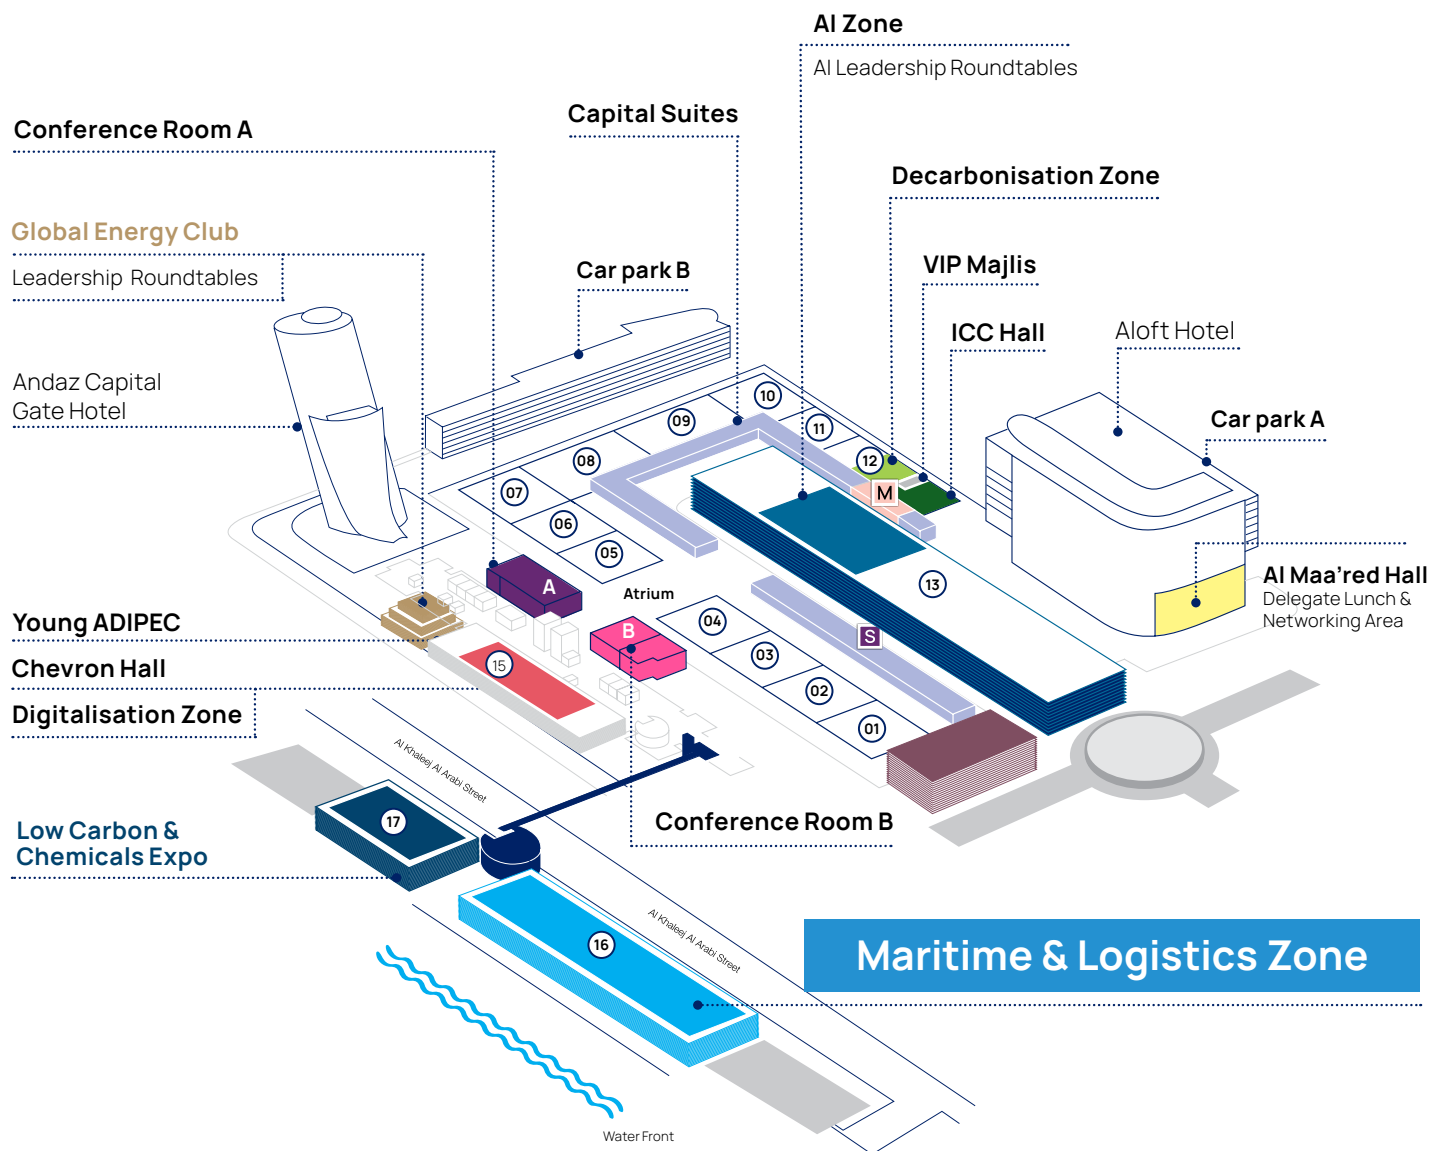 AI Zone
AI Leadership Roundtables
Capital Suites
Conference Room A
Decarbonisation Zone
Global Energy Club
Leadership Roundtables
Car park B
VIP Majlis
ICC Hall
Aloft Hotel
Andaz Capital
Gate Hotel
Car park A
10
09
11
08
12
07
M
06
05
13
A
Al Maa'red Hall
Delegate Lunch &
Networking Area
Atrium
Young ADIPEC
B
04
S
15
03
Chevron Hall
02
Digitalisation Zone
01
Al Khaleej Al Arabi Street
17
Low Carbon &
Chemicals Expo
Conference Room B
16
Al Khaleej Al Arabi Street
Maritime & Logistics Zone
Water Front